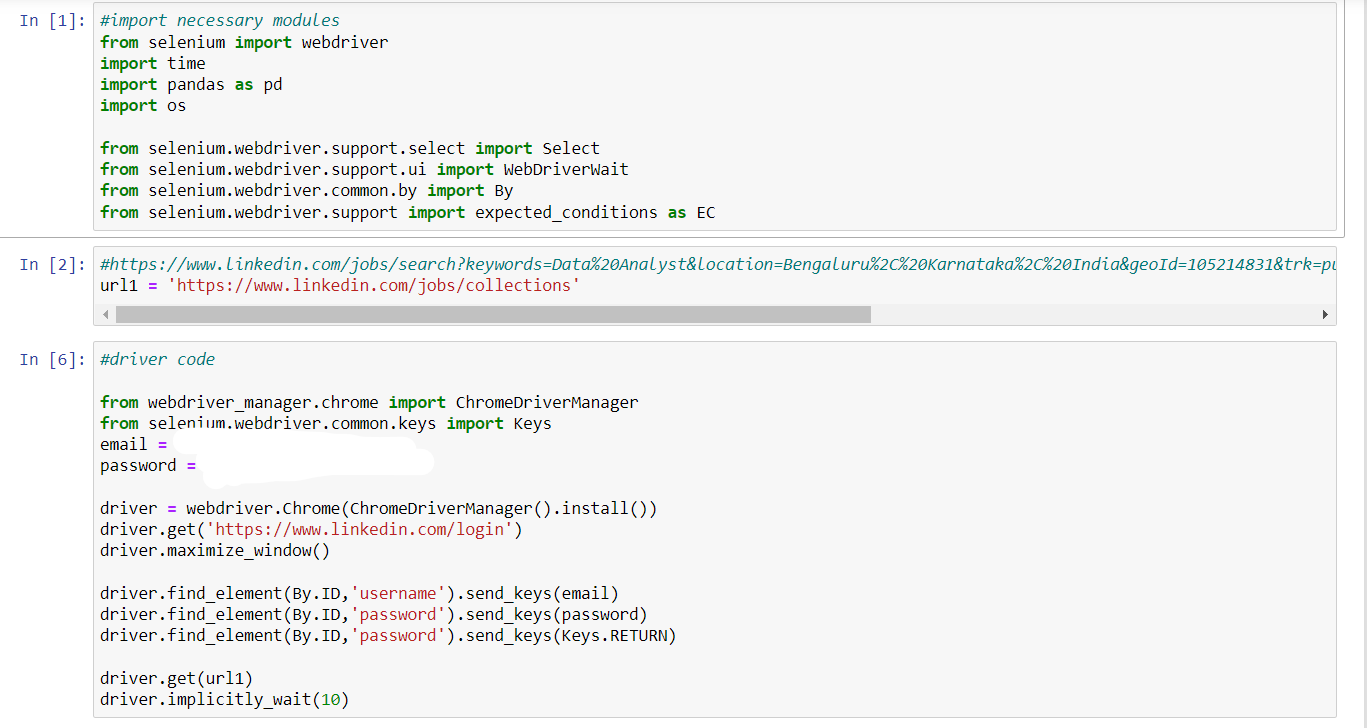 In [1]: #import necessary modules
from selenium import webdriver
import time
import pandas as pd
import os
from selenium.webdriver.support.select import Select
from selenium.webdriver.support.ui import WebDriverWait
from selenium.webdriver.common.by import By
from selenium.webdriver.support import expected_conditions as EC
In [2]: #https://www.linkedin.com/jobs/search?keywords=Data%20Analyst&location=Bengaluru%2C%20Karnataka%2C%20India&geoId=105214831&trk=pu
url1 = 'https://www.linkedin.com/jobs/collections'
In [6]: #driver code
from webdriver_manager.chrome import ChromeDriverManager
from selenium.webdriver.common.keys import Keys
email =
password =
driver = webdriver.Chrome(ChromeDriverManager().install())
driver.get('https://www.linkedin.com/login')
driver.maximize_window()
driver.find_element(By.ID,'username').send_keys(email)
driver.find_element(By.ID,'password').send_keys(password)
driver.find_element(By.ID,'password').send_keys(Keys.RETURN)
driver.get(url1)
driver.implicitly_wait(10)